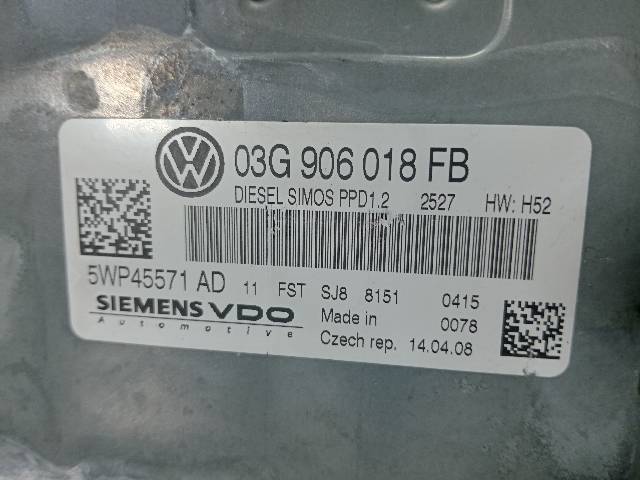 03G 906 018 FB
DIESEL SIMOS PPD1.2 2527 HW: H52
5WP45571 AD 11 FST SJ8 8151 0415
SIEMENS VDO Made in 0078
Automotive Czech rep. 14.04.08